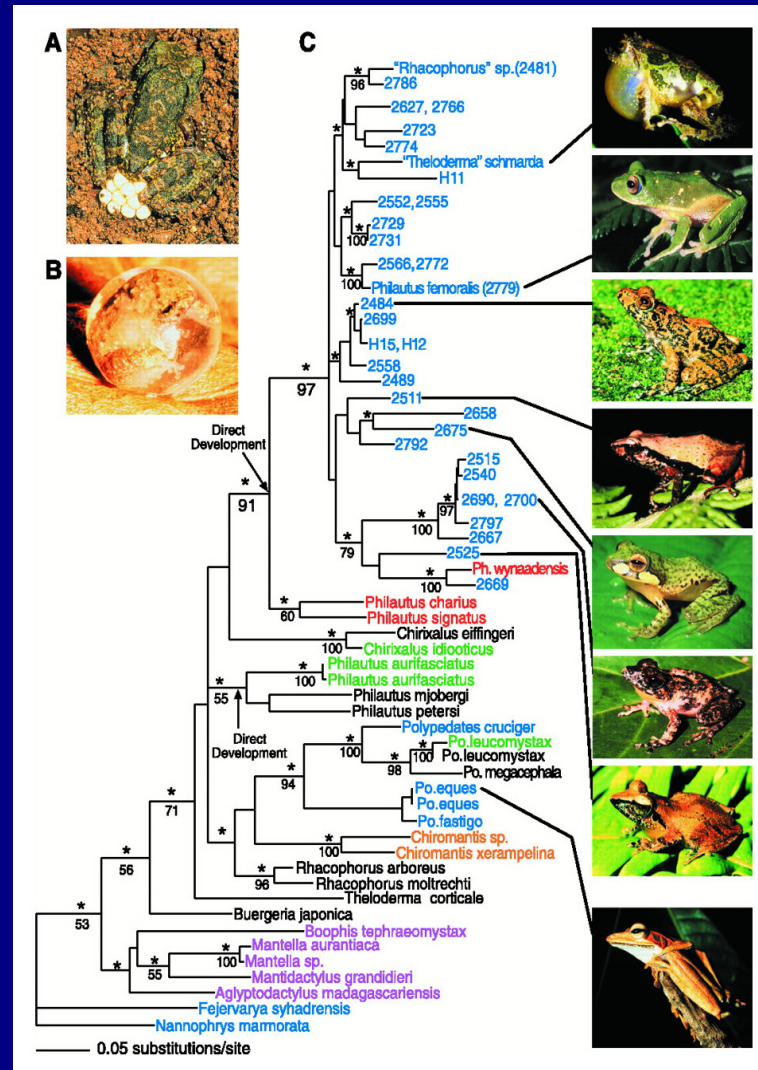 A
C
B
"Rhacophorus" sp.(2481)
*
96
2786
2627, 2766
*
2723
2774
*
"Theloderma" schmarda
H11
2552, 2555
*
2729
100
2731
*
2566, 2772
100
Philautus femoralis (2779)
2484
2699
*
H15, H12
2558
2489
*
97
2511
*
2658
2675
2792
Direct
Development
2515
2540
*
91
*
97
2690, 2700
*
100
2797
2667
*
79
2525
*
100
Ph. wynaadensis
2669
*
60
Philautus charius
Philautus signatus
*
100
Chirixalus eiffingeri
Chirixalus idiooticus
*
100
Philautus aurifasciatus
Philautus aurifasciatus
*
55
Philautus mjobergi
Philautus petersi
Direct
Development
*
100
Polypedates cruciger
*
100
Po.leucomystax
Po.leucomystax
*
98
Po. megacephala
*
94
Po.eques
Po.eques
Po.fastigo
*
71
*
*
100
Chiromantis sp.
Chiromantis xerampelina
*
96
Rhacophorus arboreus
Rhacophorus moltrechti
Theloderma corticale
*
56
Buergeria japonica
*
53
Boophis tephraeomystax
*
100
Mantella aurantiaca
Mantella sp.
*
55
Mantidactylus grandidieri
*
Aglyptodactylus madagascariensis
Fejervarya syhadrensis
Nannophrys marmorata
0.05 substitutions/site